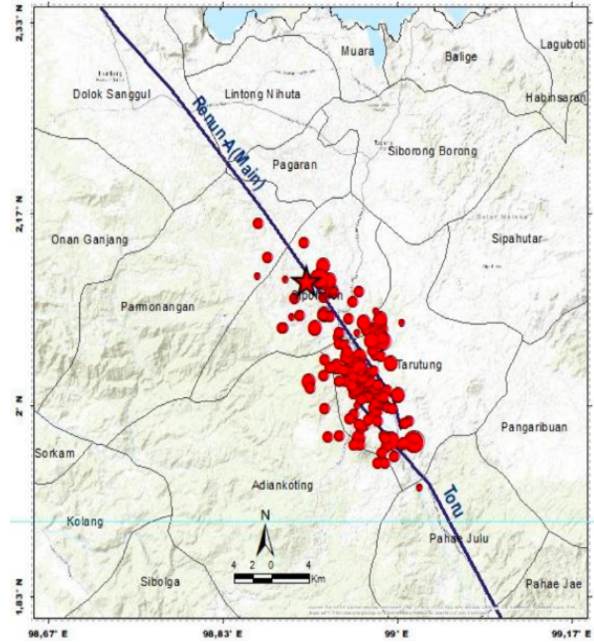 2,33° N
Muara
Balige
Laguboti
Dolok Sanggul
Lintong Nihuta
Habinsaran
Renun A (Main)
Pagaran
Siborong Borong
2,17° N
Onan Ganjang
Sipahutar
Parmonangan
Tarutung
2° N
Pangaribuan
Sorkam
Adiankoting
Toru
Kolang
N
Pahae Julu
4 2 0 4
Km
Sibolga
Pahae Jae
1,83° N
98,67° E
98,83° E
99° E
99,17° E